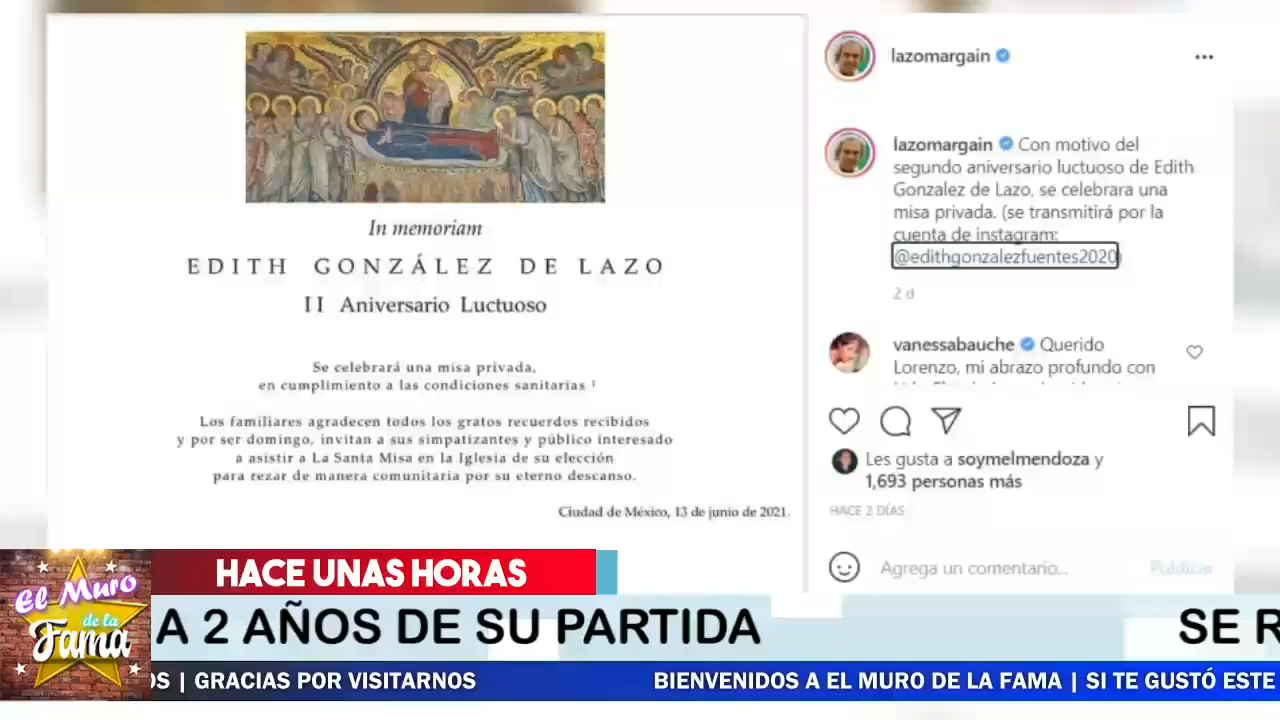 In memoriam
EDITH GONZÁLEZ DE LAZO
II Aniversario Luctuoso
Se celebrará una misa privada,
en cumplimiento a las condiciones sanitarias
Los familiares agradecen todos los gratos recuerdos recibidos
y por ser domingo, invitan a sus simpatizantes y público interesado
a asistir a La Santa Misa en la Iglesia de su elección
para rezar de manera comunitaria por su eterno descanso.
Ciudad de México, 13 de junio de 2021.
lazomargain
lazomargain Con motivo del
segundo aniversario luctuoso de Edith
Gonzalez de Lazo, se celebrara una
misa privada. (se transmitirá por la
cuenta de instagram:
@edithgonzalezfuentes2020)
2 d
vanessabauche Querido
Lorenzo, mi abrazo profundo con
Les gusta a soymelmendoza y
1,693 personas más
HACE 2 DÍAS
Agrega un comentario...
Publicar
El Muro
de la
Fama
HACE UNAS HORAS
A 2 AÑOS DE SU PARTIDA SE R
OS | GRACIAS POR VISITARNOS BIENVENIDOS A EL MURO DE LA FAMA | SI TE GUSTÓ ESTE